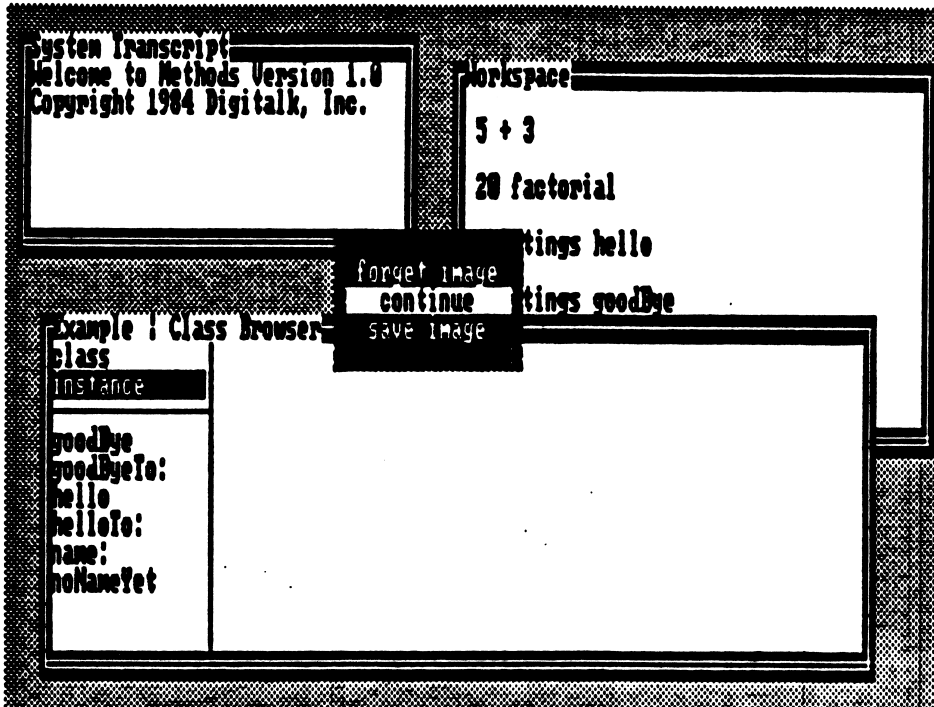 System Transcript
Welcome to Methods Version 1.0
Copyright 1984 Digitalk, Inc.
Workspace
5 + 3
20 factorial
tings hello
tings goodBye
forget image
continue
save image
Example : Class Browser
class
instance
goodBye
goodByeTo:
hello
helloTo:
name:
noNameYet